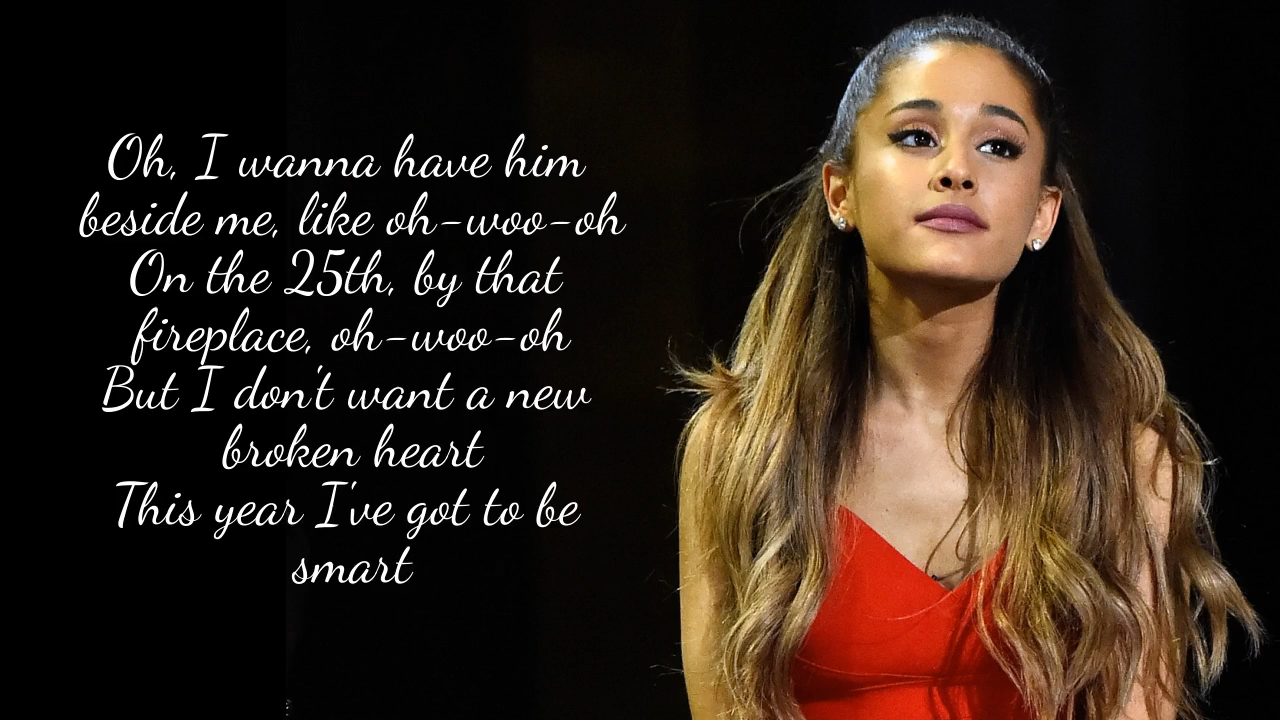 Oh, I wanna have him
beside me, like oh-woo-oh
On the 25th, by that
fireplace, oh-woo-oh
But I don't want a new
broken heart
This year I've got to be
smart